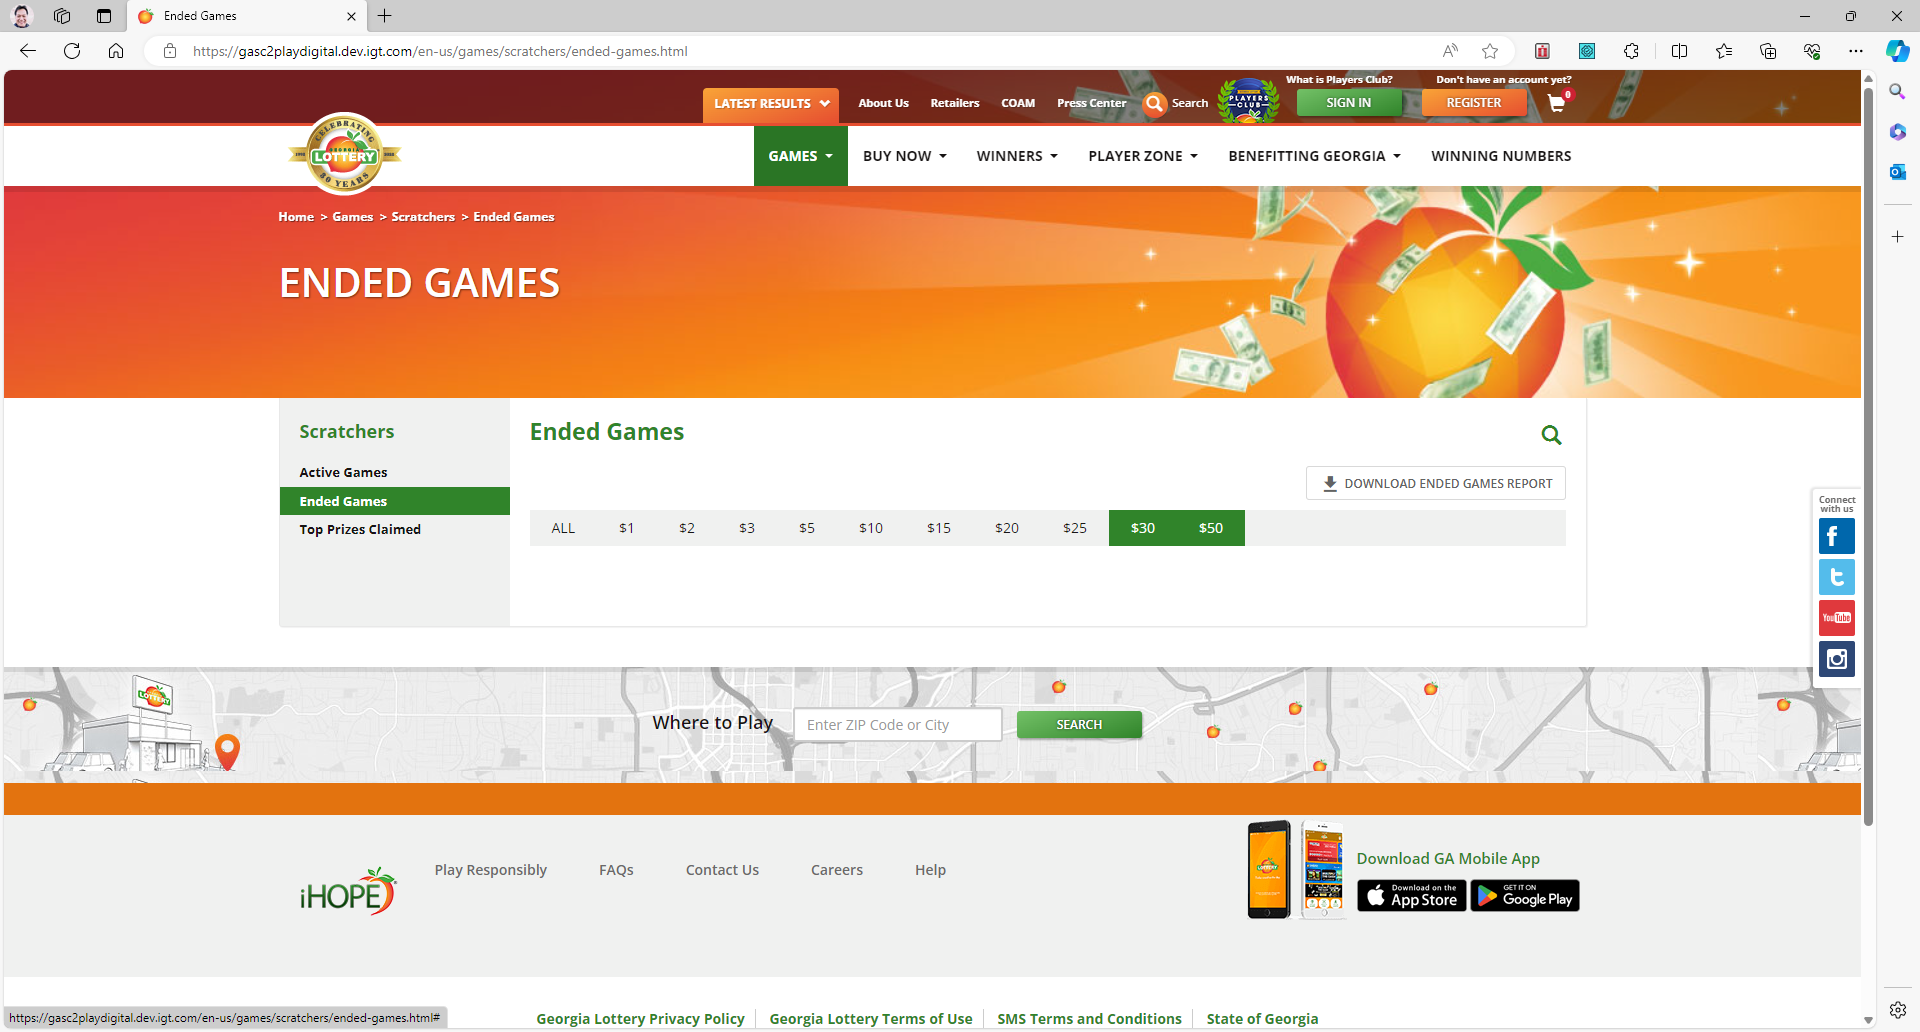 Ended Games
https://gasc2playdigital.dev.igt.com/en-us/games/scratchers/ended-games.html
LATEST RESULTS
About Us
Retailers
COAM
Press Center
Search
PLAYERS CLUB
What is Players Club?
SIGN IN
Don't have an account yet?
REGISTER
0
CELEBRATING
GEORGIA
LOTTERY
30 YEARS
GAMES
BUY NOW
WINNERS
PLAYER ZONE
BENEFITTING GEORGIA
WINNING NUMBERS
Home > Games > Scratchers > Ended Games
ENDED GAMES
Scratchers
Active Games
Ended Games
Top Prizes Claimed
Ended Games
DOWNLOAD ENDED GAMES REPORT
ALL $1 $2 $3 $5 $10 $15 $20 $25 $30 $50
Connect
with us
YouTube
LOTTERY
Where to Play
Enter ZIP Code or City
SEARCH
iHOPE
Play Responsibly
FAQs
Contact Us
Careers
Help
Download GA Mobile App
Download on the
App Store
GET IT ON
Google Play
https://gasc2playdigital.dev.igt.com/en-us/games/scratchers/ended-games.html#
Georgia Lottery Privacy Policy
Georgia Lottery Terms of Use
SMS Terms and Conditions
State of Georgia